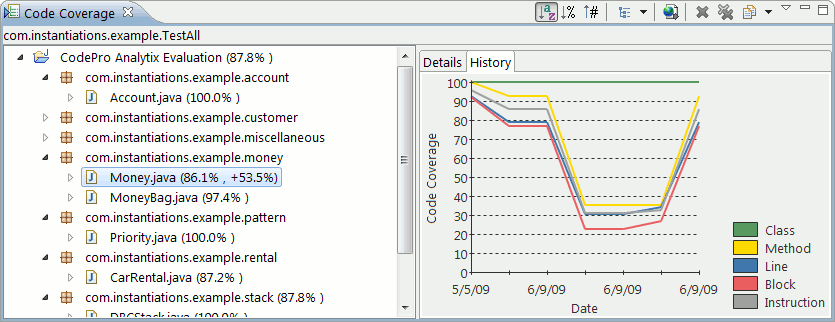 Code Coverage
com.instantiations.example.TestAll
CodePro Analytix Evaluation (87.8% )
com.instantiations.example.account
Account.java (100.0% )
com.instantiations.example.customer
com.instantiations.example.miscellaneous
com.instantiations.example.money
Money.java (86.1% , +53.5%)
MoneyBag.java (97.4% )
com.instantiations.example.pattern
Priority.java (100.0% )
com.instantiations.example.rental
CarRental.java (87.2% )
com.instantiations.example.stack (87.8% )
DBCStack.java (100.0% )
Details History
100
90
80
70
60
50
40
30
20
10
0
Code Coverage
5/5/09 6/9/09 6/9/09 6/9/09
Date
Class
Method
Line
Block
Instruction